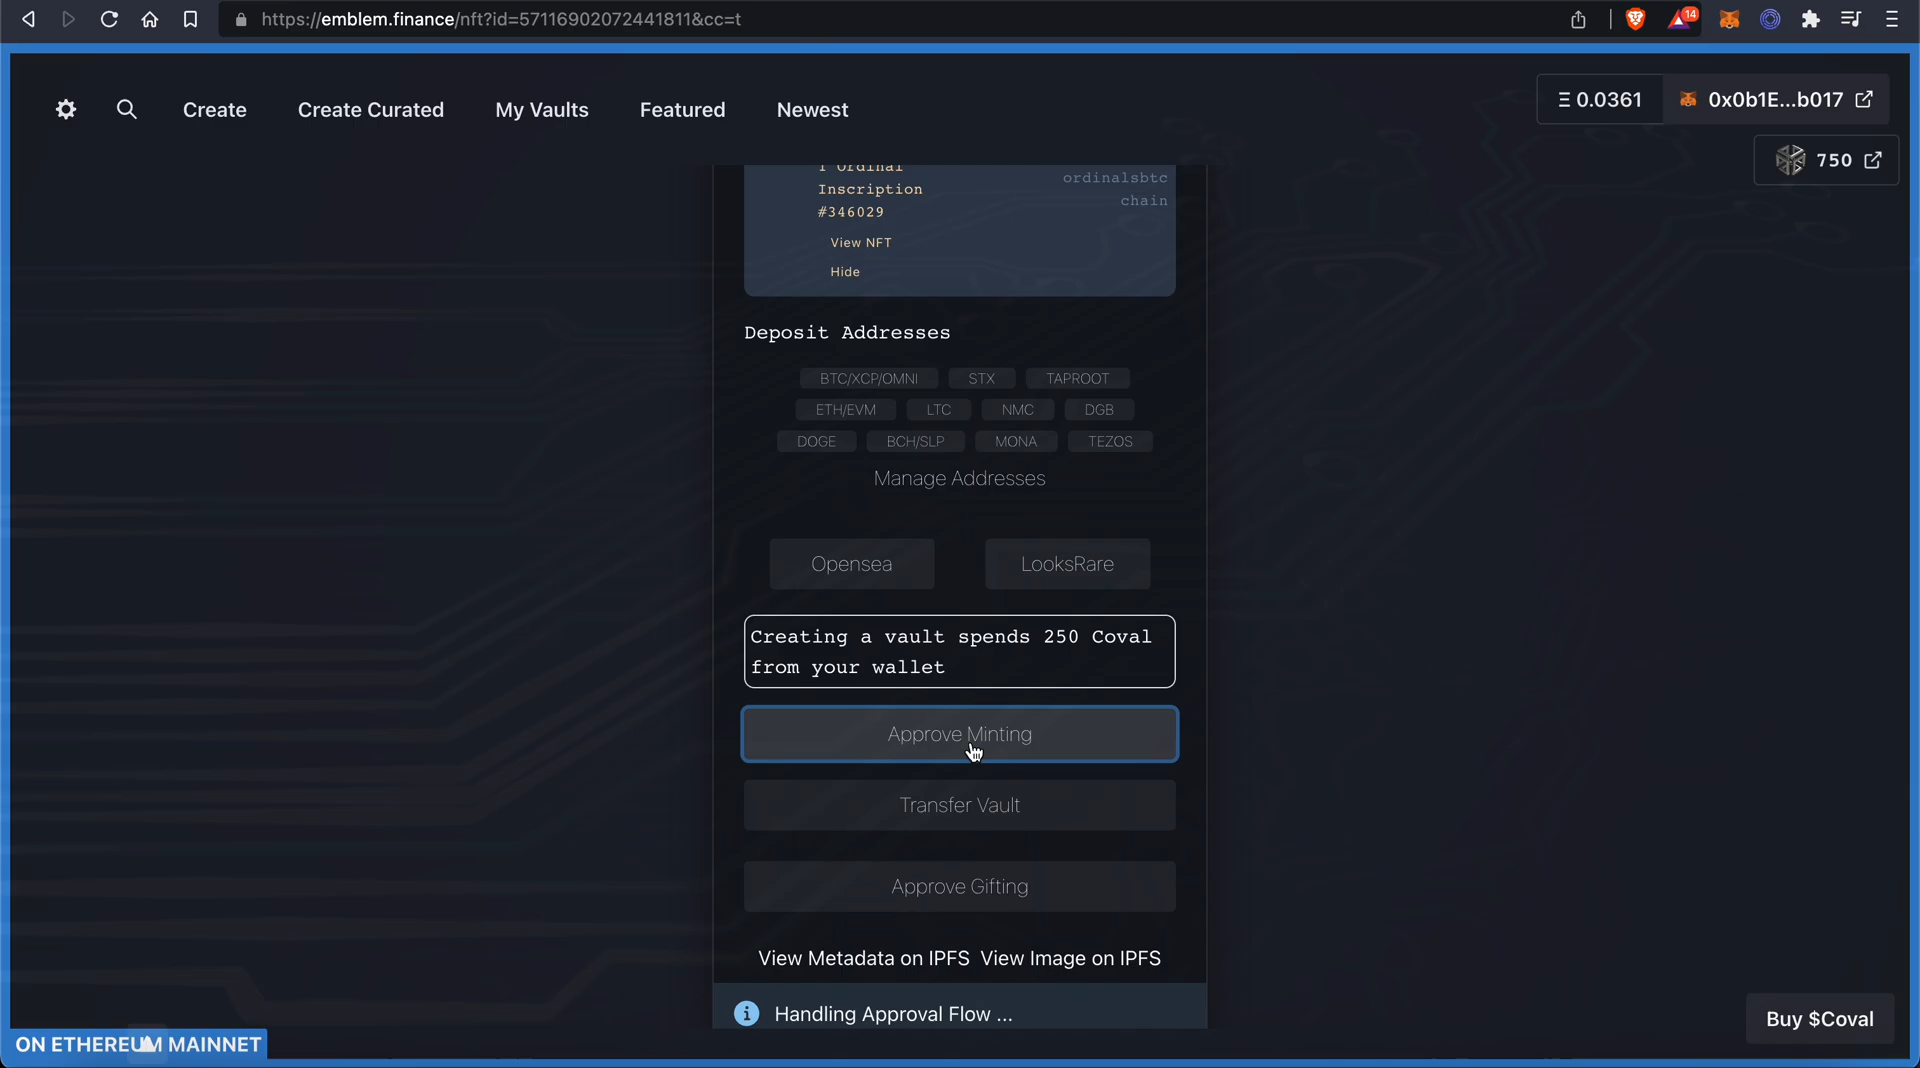 https://emblem.finance/nft?id=57116902072441811&cc=t
14
Create
Create Curated
My Vaults
Featured
Newest
Ξ 0.0361
0x0b1E...b017
750
1 Ordinal
Inscription
#346029
ordinalsbtc
chain
View NFT
Hide
Deposit Addresses
BTC/XCP/OMNI STX TAPROOT
ETH/EVM LTC NMC DGB
DOGE BCH/SLP MONA TEZOS
Manage Addresses
Opensea LooksRare
Creating a vault spends 250 Coval
from your wallet
Approve Minting
Transfer Vault
Approve Gifting
View Metadata on IPFS View Image on IPFS
Handling Approval Flow ...
Buy $Coval
ON ETHEREUM MAINNET